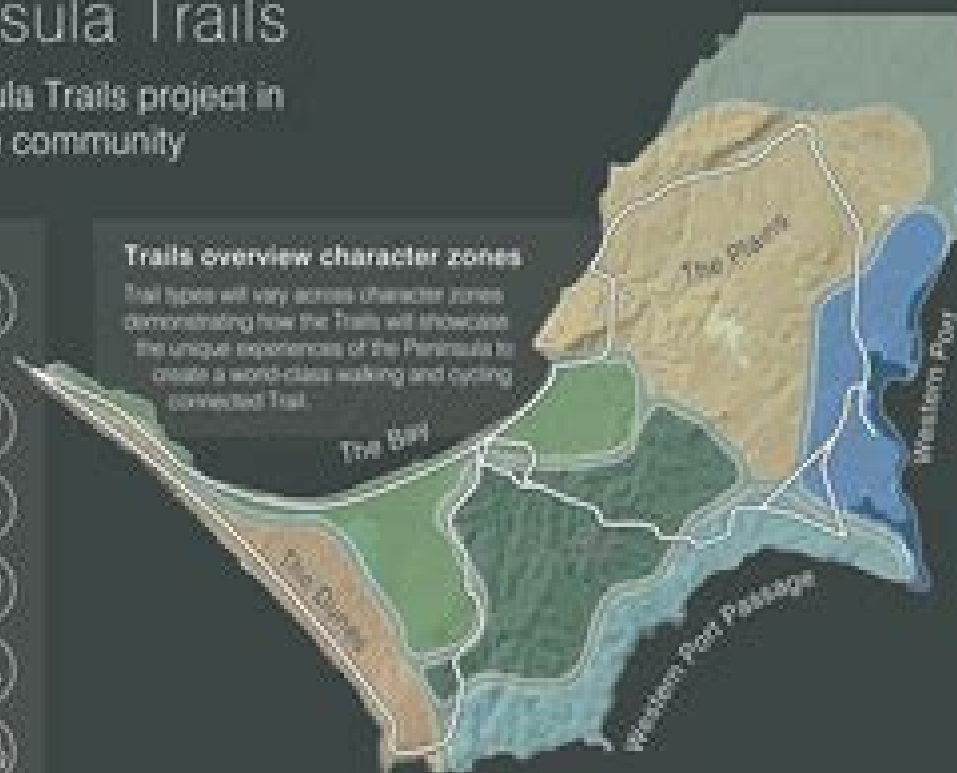 sula Trails
ula Trails project in
community
Trails overview character zones
Trail types will vary across character zones
demonstrating how the Trails will showcase
the unique experiences of the Peninsula to
create a world-class walking and cycling
connected Trail.
The Plains
The Bay
The Dunes
Western Port
Western Port Passage